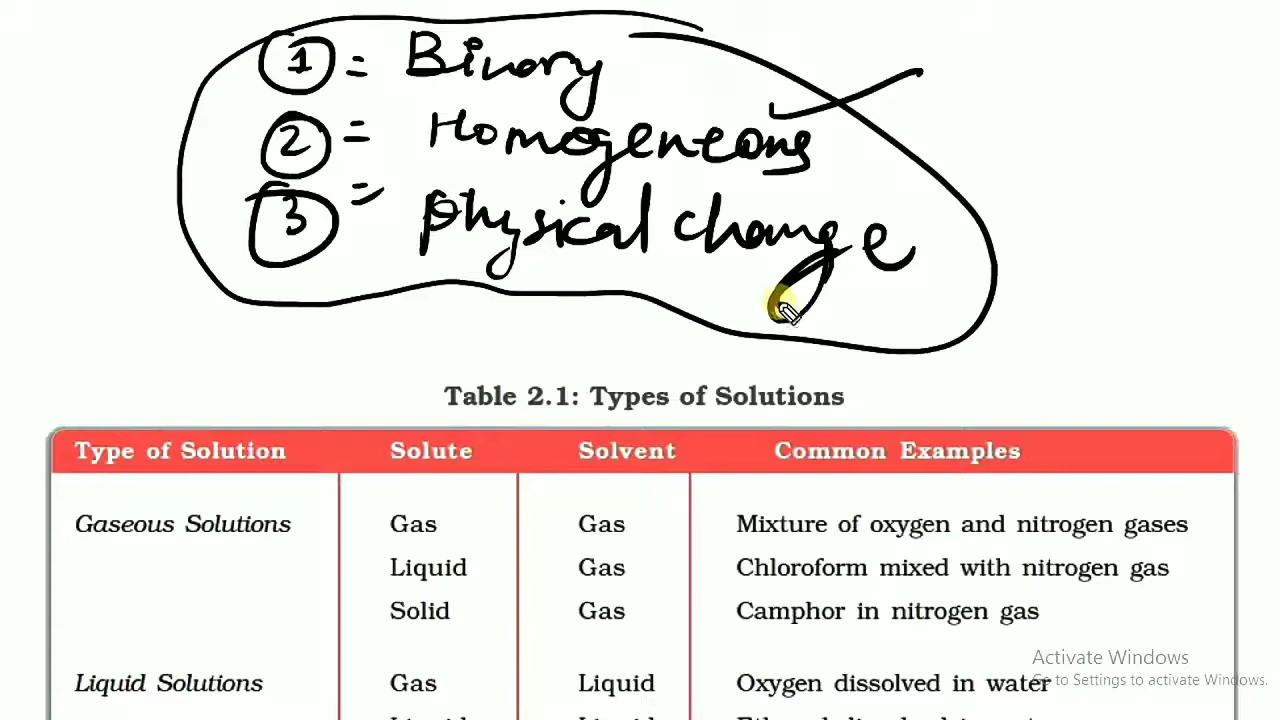 1 = Binary
2 = Homogeneous
3 = physical change
Table 2.1: Types of Solutions
Type of Solution Solute Solvent Common Examples
Gaseous Solutions Gas Gas Mixture of oxygen and nitrogen gases
Liquid Gas Chloroform mixed with nitrogen gas
Solid Gas Camphor in nitrogen gas
Liquid Solutions Gas Liquid Oxygen dissolved in water
Activate Windows
Go to Settings to activate Windows.